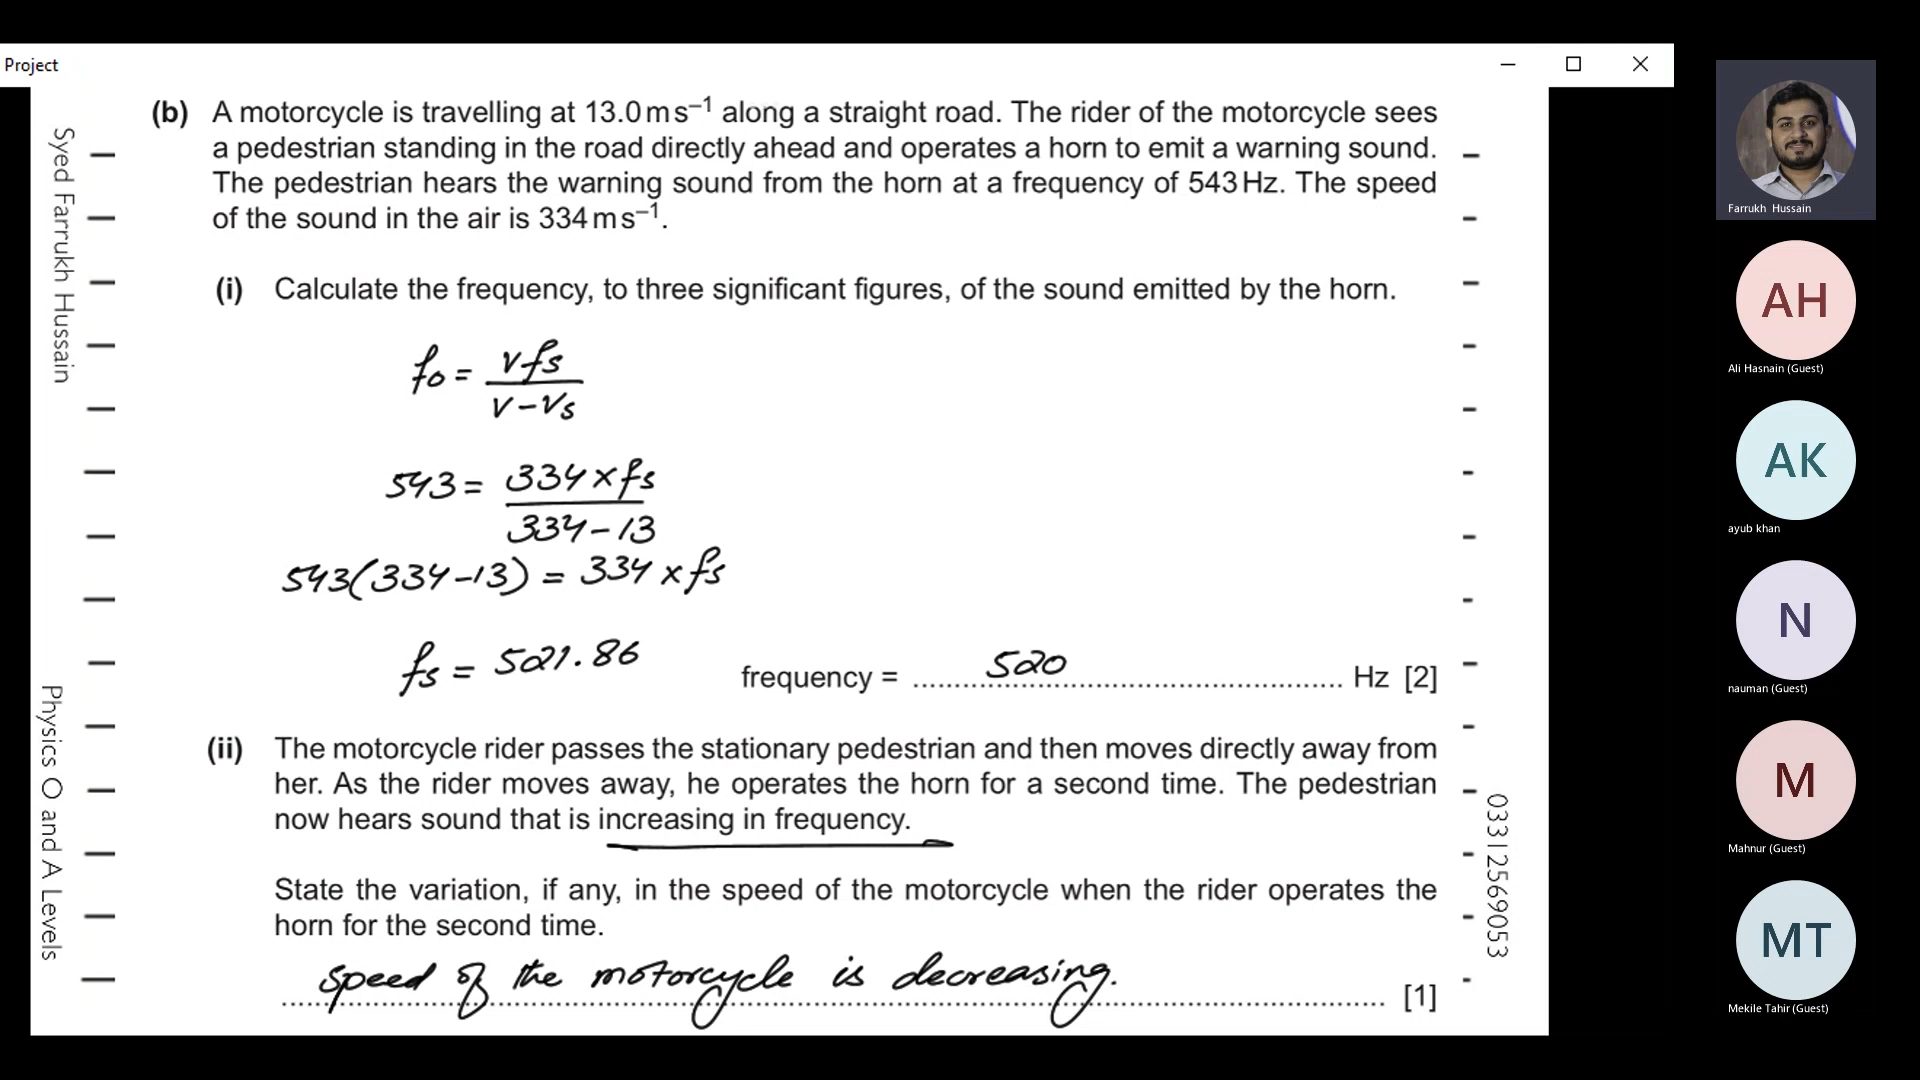 Project
(b) A motorcycle is travelling at 13.0 m s⁻¹ along a straight road. The rider of the motorcycle sees
a pedestrian standing in the road directly ahead and operates a horn to emit a warning sound.
The pedestrian hears the warning sound from the horn at a frequency of 543 Hz. The speed
of the sound in the air is 334 m s⁻¹.
(i) Calculate the frequency, to three significant figures, of the sound emitted by the horn.
fo = vfs / v - vs
543 = 334 x fs / 334 - 13
543(334-13) = 334 x fs
fs = 521.86
frequency = 520 Hz [2]
(ii) The motorcycle rider passes the stationary pedestrian and then moves directly away from
her. As the rider moves away, he operates the horn for a second time. The pedestrian
now hears sound that is increasing in frequency.
State the variation, if any, in the speed of the motorcycle when the rider operates the
horn for the second time.
speed of the motorcycle is decreasing. [1]
Syed Farrukh Hussain
Physics O and A Levels
03312569053
Farrukh Hussain
AH
Ali Hasnain (Guest)
AK
ayub khan
N
nauman (Guest)
M
Mahnur (Guest)
MT
Mekile Tahir (Guest)